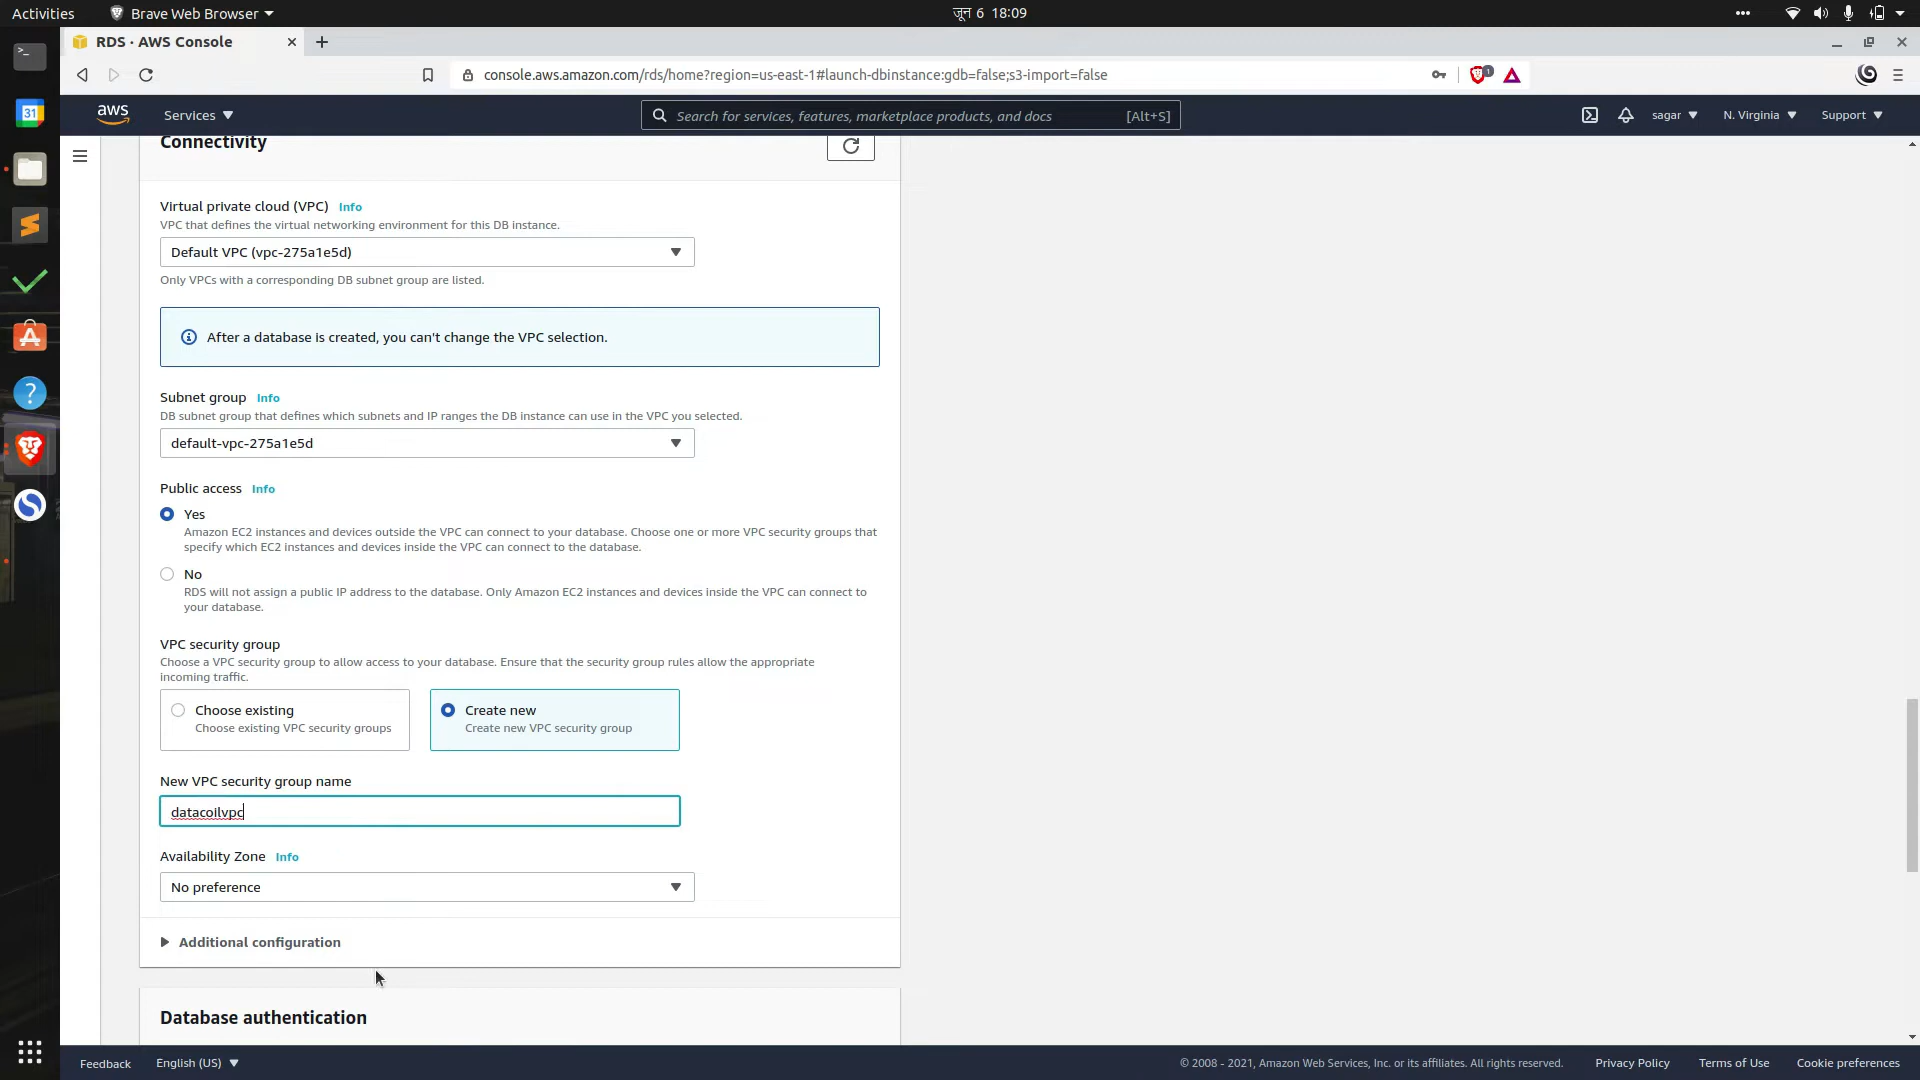 Activities
Brave Web Browser
जून 6 18:09
RDS · AWS Console
console.aws.amazon.com/rds/home?region=us-east-1#launch-dbinstance:gdb=false;s3-import=false
1
31
aws
Services
Search for services, features, marketplace products, and docs
[Alt+S]
sagar
N. Virginia
Support
Connectivity
Virtual private cloud (VPC) Info
VPC that defines the virtual networking environment for this DB instance.
Default VPC (vpc-275a1e5d)
Only VPCs with a corresponding DB subnet group are listed.
After a database is created, you can't change the VPC selection.
Subnet group Info
DB subnet group that defines which subnets and IP ranges the DB instance can use in the VPC you selected.
default-vpc-275a1e5d
Public access Info
Yes
Amazon EC2 instances and devices outside the VPC can connect to your database. Choose one or more VPC security groups that
specify which EC2 instances and devices inside the VPC can connect to the database.
No
RDS will not assign a public IP address to the database. Only Amazon EC2 instances and devices inside the VPC can connect to
your database.
VPC security group
Choose a VPC security group to allow access to your database. Ensure that the security group rules allow the appropriate
incoming traffic.
Choose existing
Choose existing VPC security groups
Create new
Create new VPC security group
New VPC security group name
datacoilvpc
Availability Zone Info
No preference
Additional configuration
Database authentication
Feedback
English (US)
© 2008 - 2021, Amazon Web Services, Inc. or its affiliates. All rights reserved.
Privacy Policy
Terms of Use
Cookie preferences